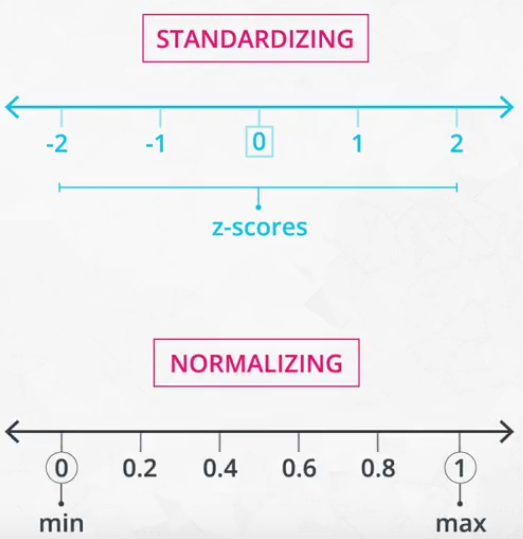 STANDARDIZING
-2 -1 0 1 2
z-scores
NORMALIZING
0 0.2 0.4 0.6 0.8 1
min max